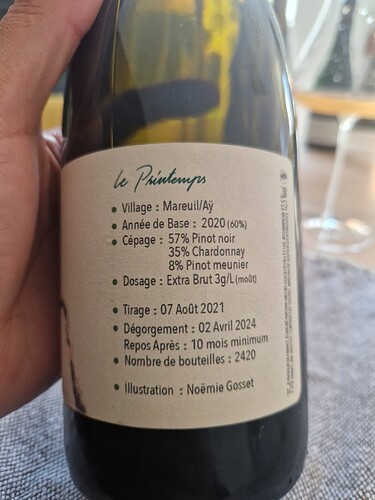 Le Printemps
• Village : Mareuil/Aÿ
• Année de Base : 2020 (60%)
• Cépage : 57% Pinot noir
35% Chardonnay
8% Pinot meunier
• Dosage : Extra Brut 3g/L (moût)
• Tirage : 07 Août 2021
• Dégorgement : 02 Avril 2024
Repos Après : 10 mois minimum
• Nombre de bouteilles : 2420
• Illustration : Noëmie Gosset